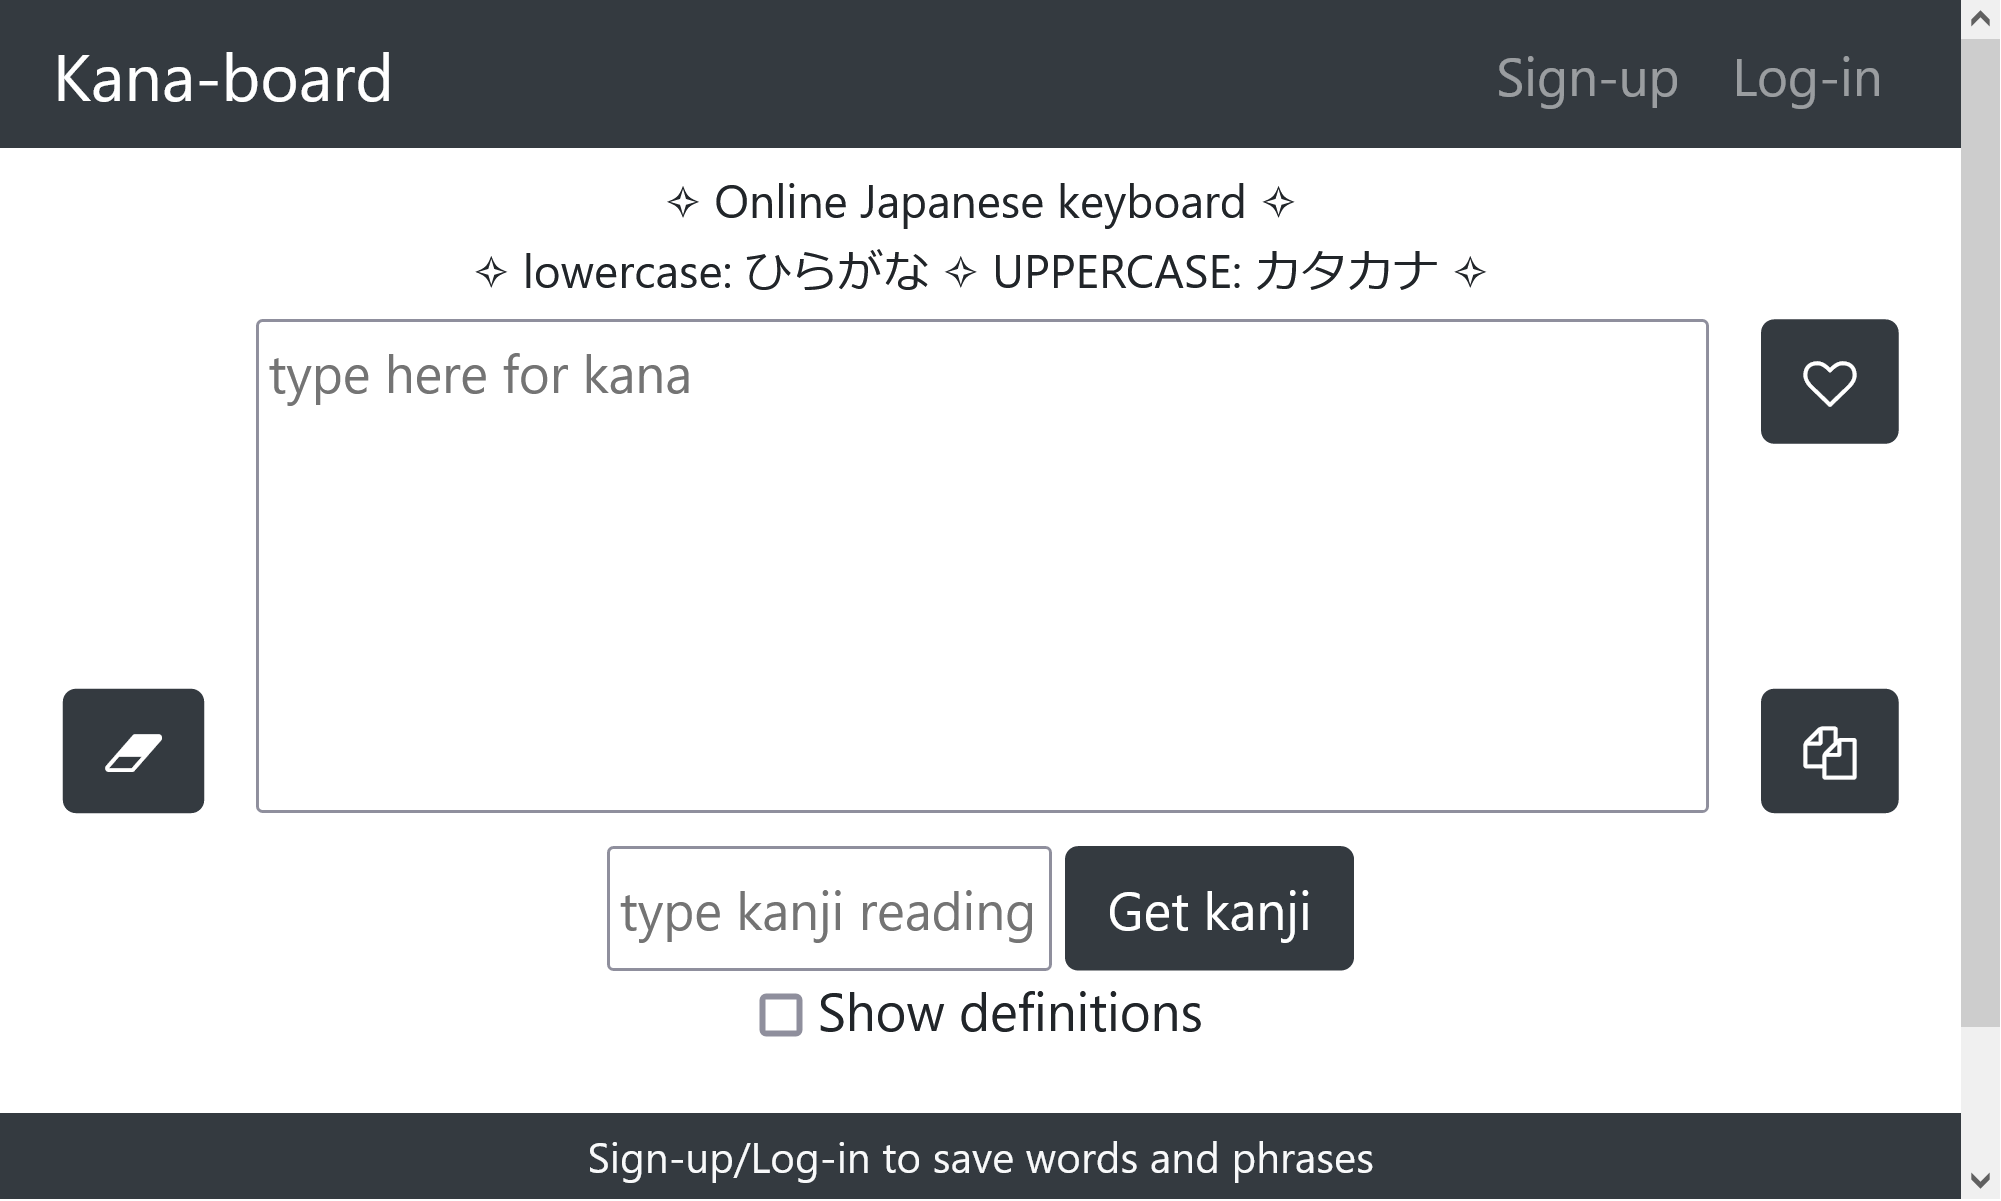 Kana-board Sign-up Log-in
✧ Online Japanese keyboard ✧
✧ lowercase: ひらがな ✧ UPPERCASE: カタカナ ✧
type here for kana
type kanji reading Get kanji
Show definitions
Sign-up/Log-in to save words and phrases